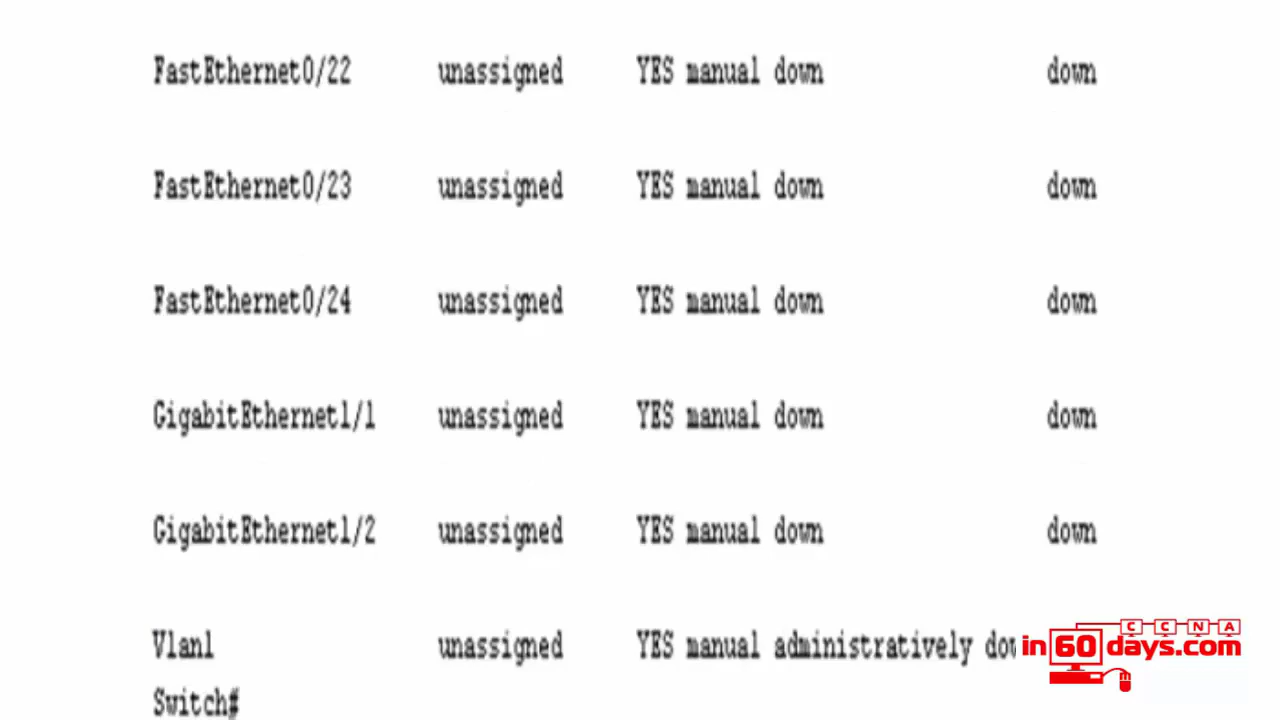 FastEthernet0/22 unassigned YES manual down down
FastEthernet0/23 unassigned YES manual down down
FastEthernet0/24 unassigned YES manual down down
GigabitEthernet1/1 unassigned YES manual down down
GigabitEthernet1/2 unassigned YES manual down down
Vlan1 unassigned YES manual administratively dow
Switch#
CCNA
in60days.com